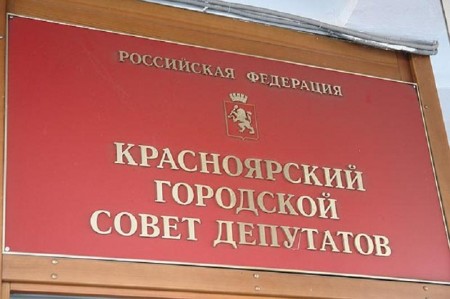 РОССИЙСКАЯ ФЕДЕРАЦИЯ
КРАСНОЯРСКИЙ
ГОРОДСКОЙ
СОВЕТ ДЕПУТАТОВ